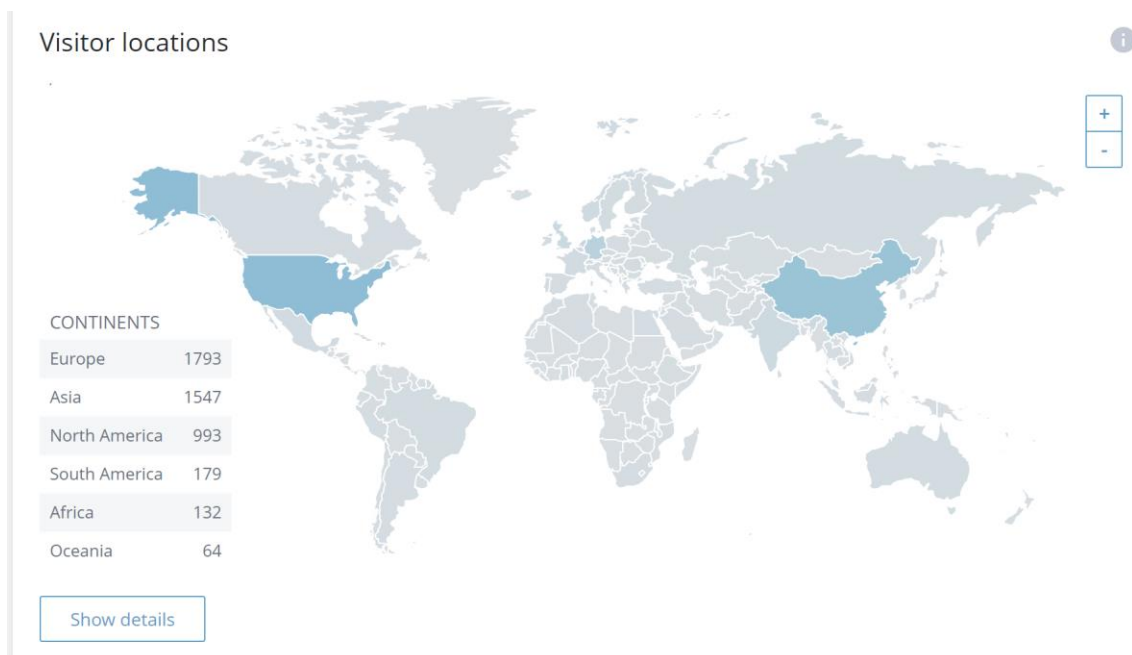 Visitor locations
i
+
-
CONTINENTS
Europe 1793
Asia 1547
North America 993
South America 179
Africa 132
Oceania 64
Show details